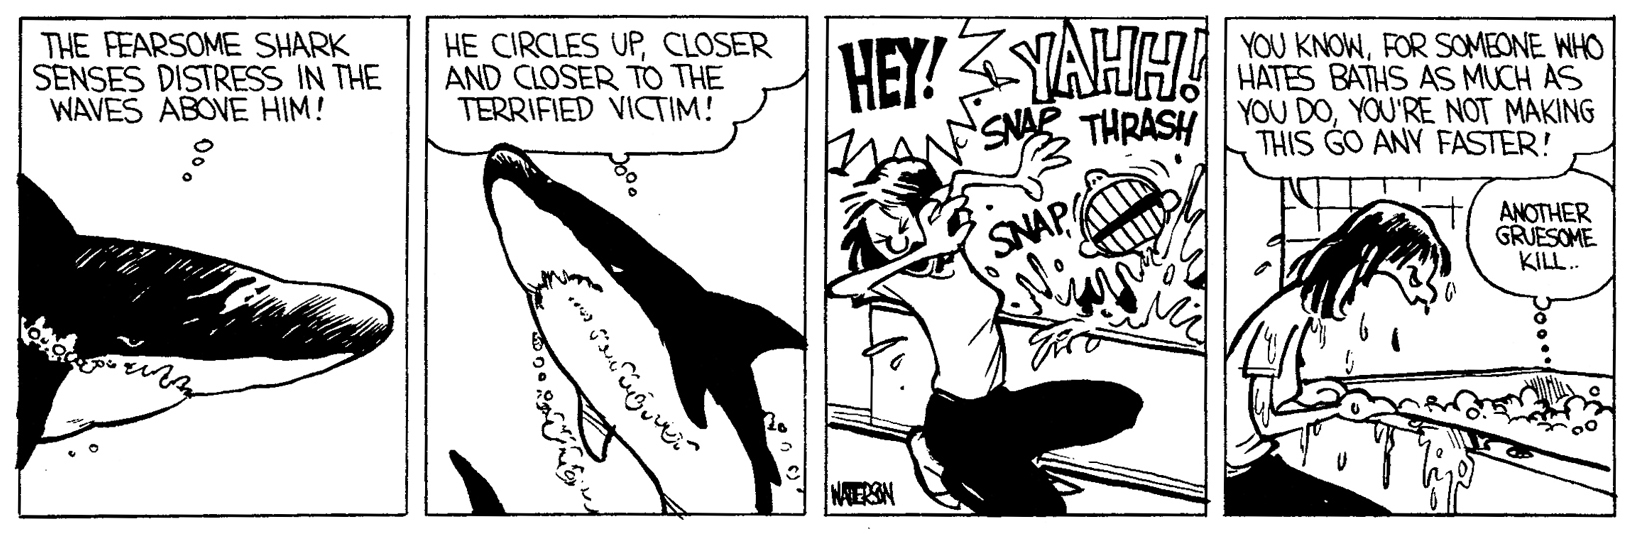 THE FEARSOME SHARK
SENSES DISTRESS IN THE
WAVES ABOVE HIM!
HE CIRCLES UP, CLOSER
AND CLOSER TO THE
TERRIFIED VICTIM!
HEY!
YAHH!
SNAP
THRASH
SNAP,
WATTERSON
YOU KNOW, FOR SOMEONE WHO
HATES BATHS AS MUCH AS
YOU DO, YOU'RE NOT MAKING
THIS GO ANY FASTER!
ANOTHER
GRUESOME
KILL..